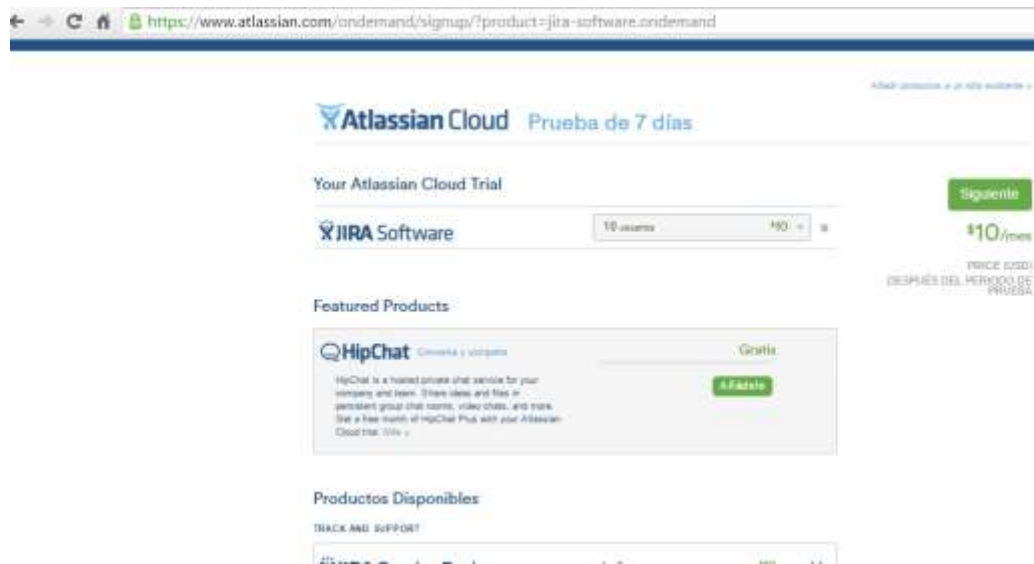 https://www.atlassian.com/ondemand/signup/?product=jira-software.ondemand
Atlassian Cloud Prueba de 7 días
Your Atlassian Cloud Trial
Siguiente
JIRA Software 10 usuarios $10
$10/mes
PRICE (USD)
DESPUÉS DEL PERIODO DE
PRUEBA
Featured Products
HipChat Conversa y comparte Gratis
HipChat is a hosted private chat service for your
company and team. Share ideas and files in
persistent group chat rooms, video chats, and more.
Get a free month of HipChat Plus with your Atlassian
Cloud trial.
Añádelo
Productos Disponibles
TRACK AND SUPPORT